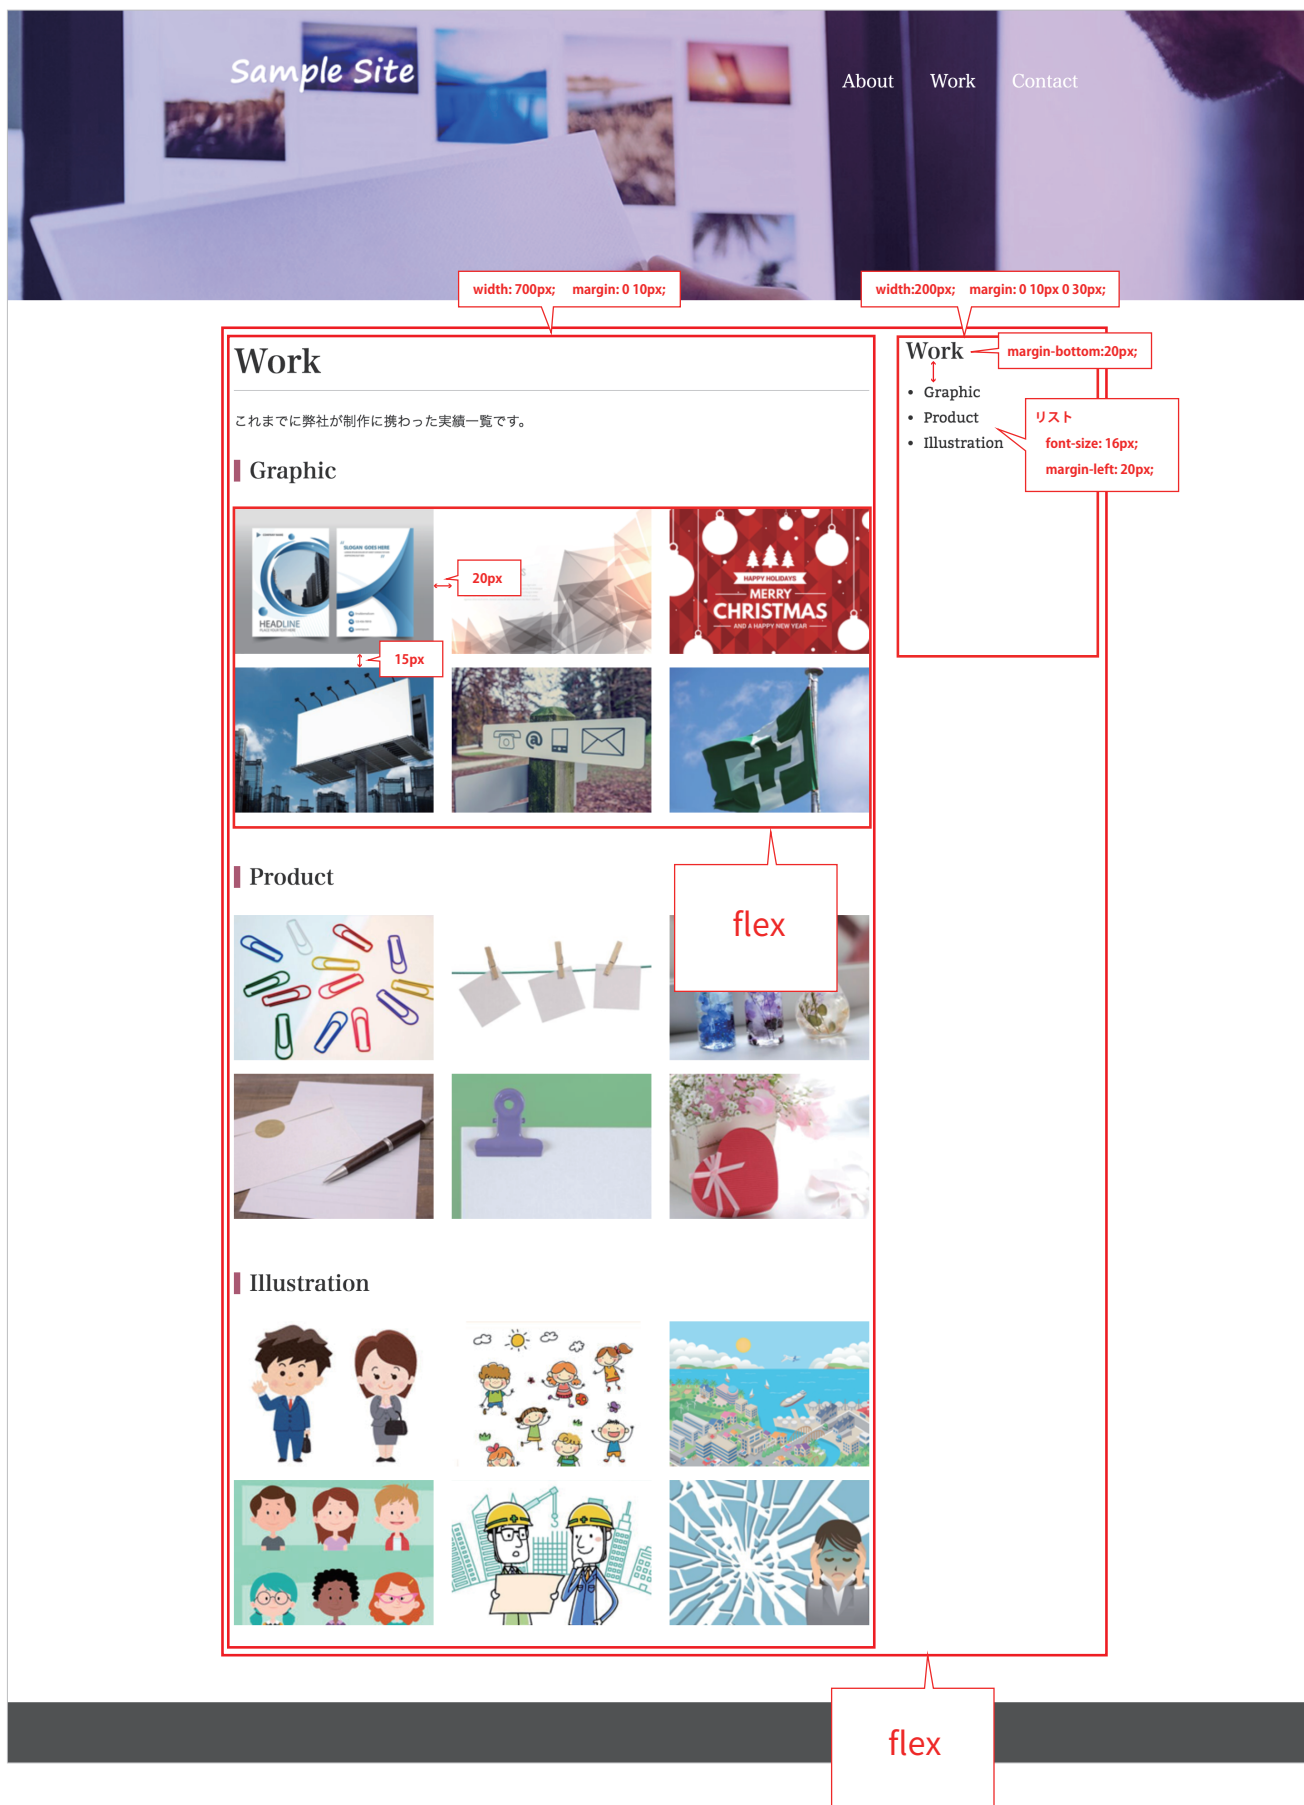 Sample Site
About Work Contact
width: 700px; margin: 0 10px;
width:200px; margin: 0 10px 0 30px;
Work
これまでに弊社が制作に携わった実績一覧です。
Graphic
HEADLINE
SLOGAN GOES HERE
20px
HAPPY HOLIDAYS
MERRY
CHRISTMAS
AND A HAPPY NEW YEAR
15px
@
flex
Product
Illustration
Work
margin-bottom:20px;
• Graphic
• Product
• Illustration
リスト
font-size: 16px;
margin-left: 20px;
flex